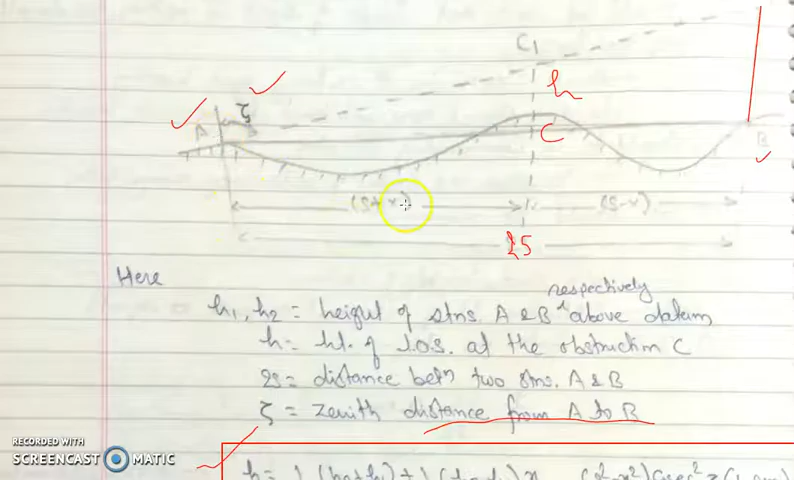 C1
h
ζ
A
C
B
(s+x)
(s-x)
2s
Here
respectively
h1, h2 = height of stns. A & B ^ above datum
h = ht. of l.o.s. at the obstruction C
2s = distance betn two stns. A & B
ζ = zenith distance from A to B
RECORDED WITH
SCREENCAST MATIC